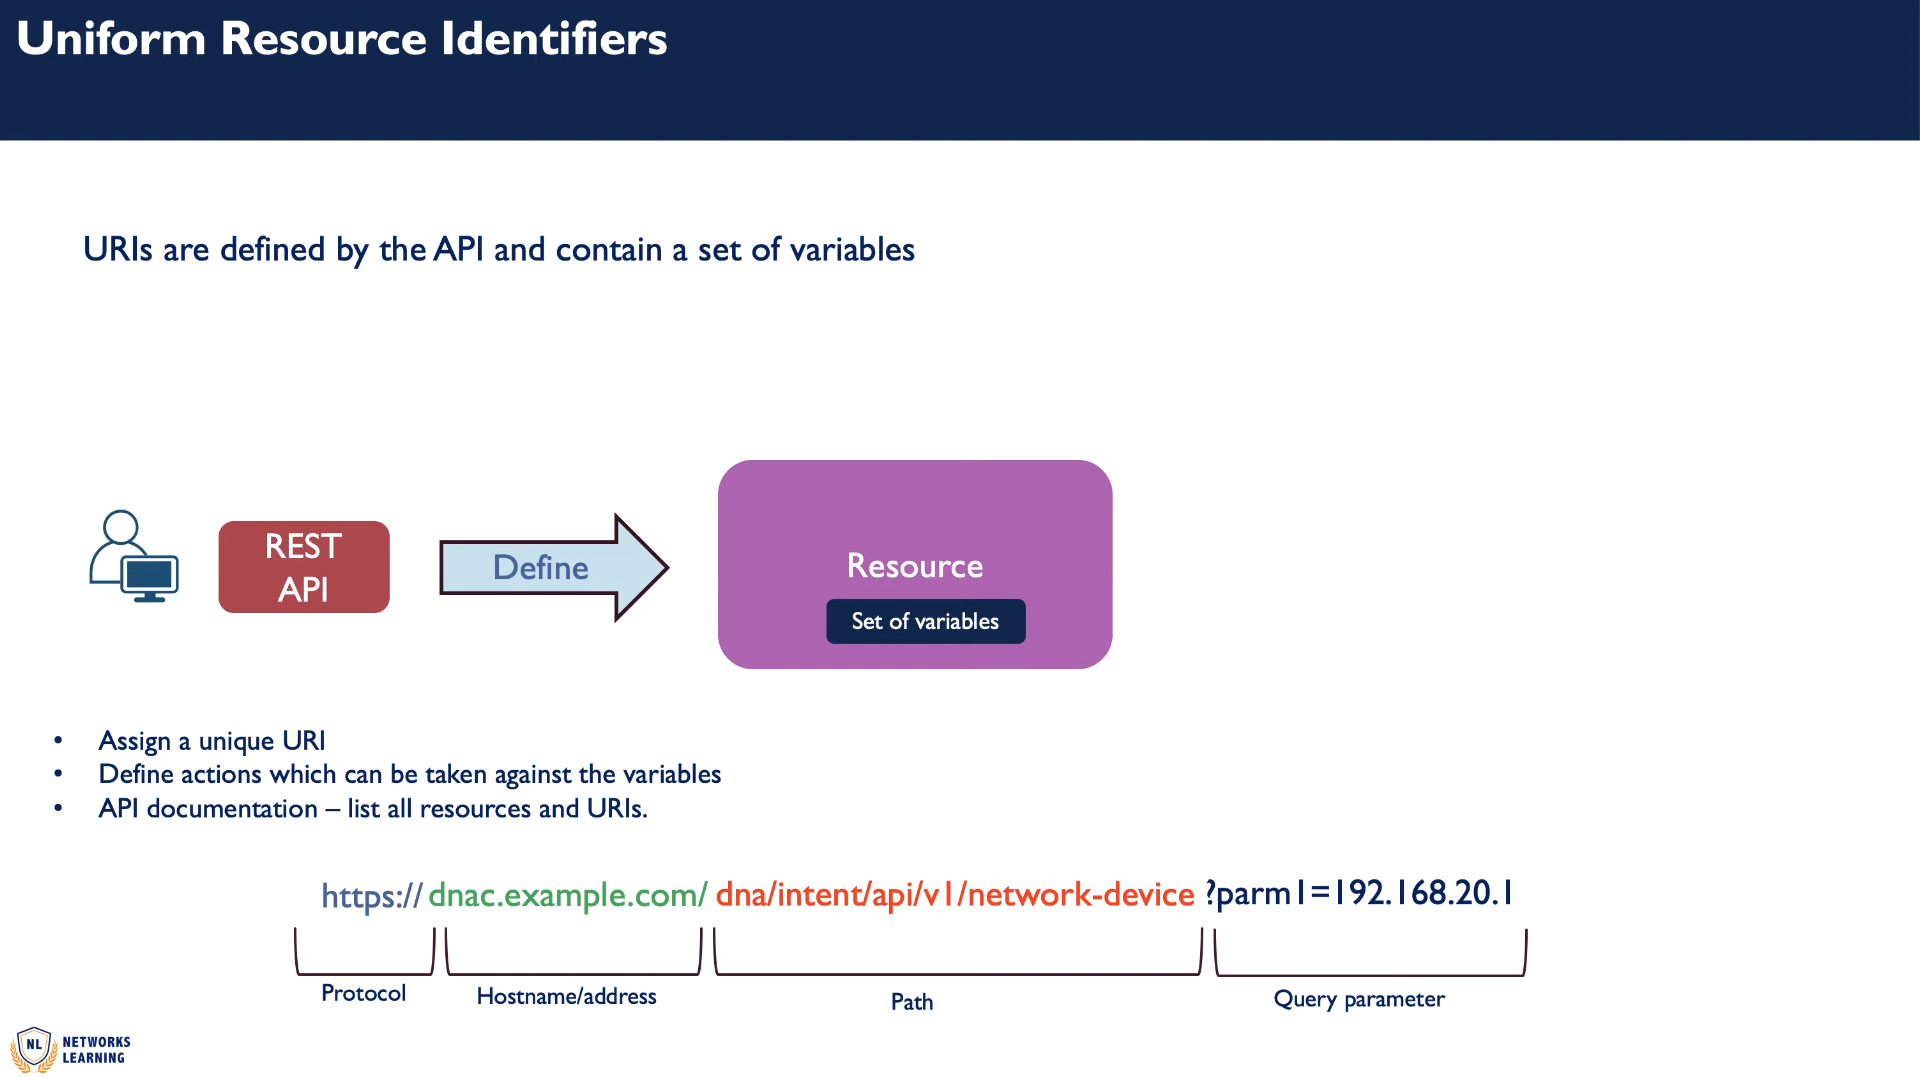 Uniform Resource Identifiers
URIs are defined by the API and contain a set of variables
REST
API
Define
Resource
Set of variables
• Assign a unique URI
• Define actions which can be taken against the variables
• API documentation – list all resources and URIs.
https:// dnac.example.com/ dna/intent/api/v1/network-device ?parm1=192.168.20.1
Protocol Hostname/address Path Query parameter
NL NETWORKS
LEARNING